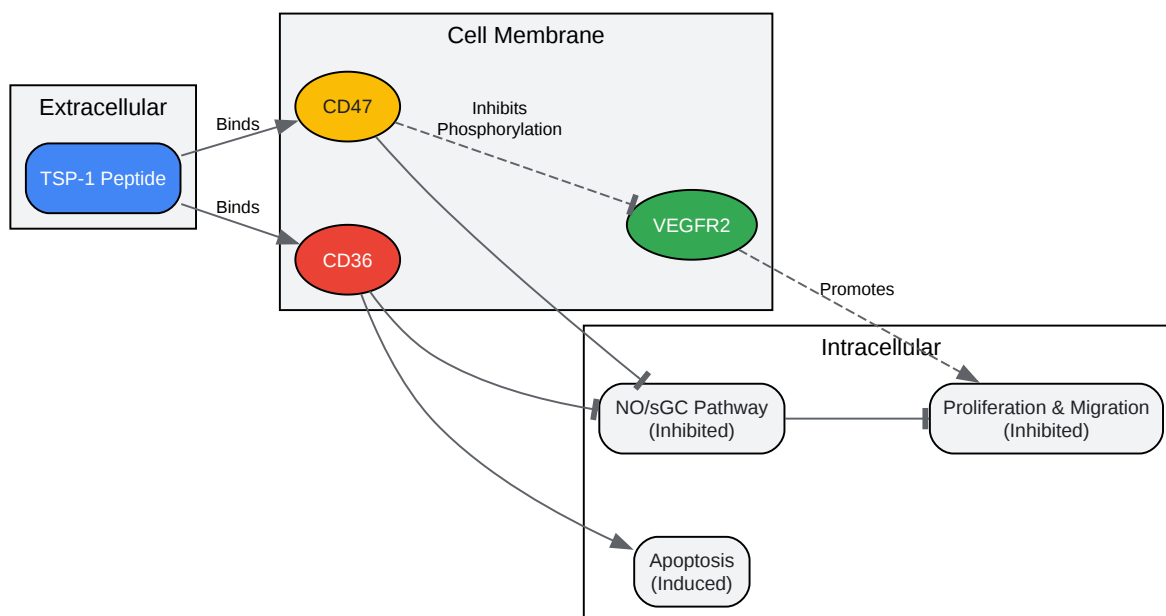 Cell Membrane
Extracellular
TSP-1 Peptide
Binds
Binds
CD47
CD36
Inhibits
Phosphorylation
VEGFR2
Promotes
Intracellular
NO/sGC Pathway
(Inhibited)
Proliferation & Migration
(Inhibited)
Apoptosis
(Induced)